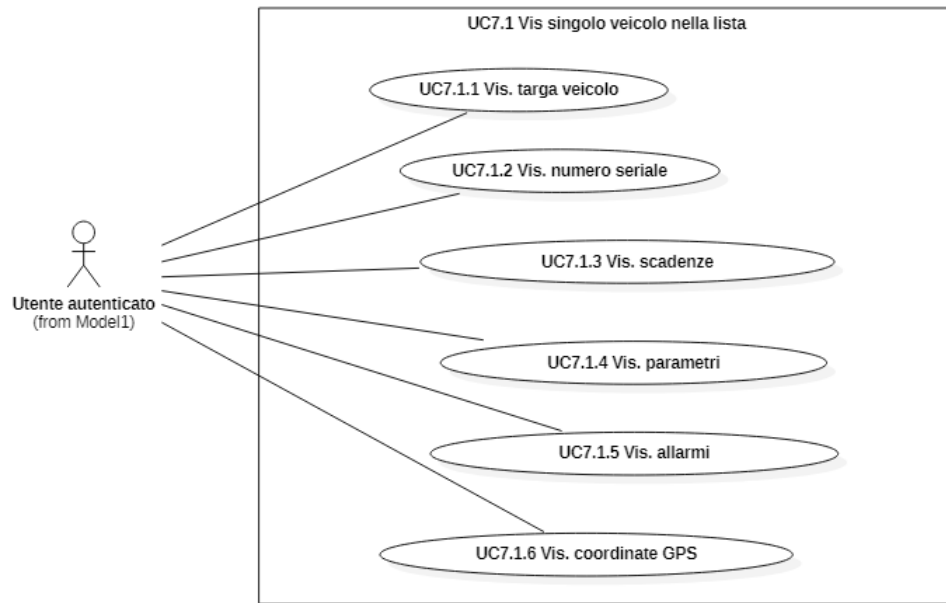 UC7.1 Vis singolo veicolo nella lista
UC7.1.1 Vis. targa veicolo
UC7.1.2 Vis. numero seriale
UC7.1.3 Vis. scadenze
Utente autenticato
(from Model1)
UC7.1.4 Vis. parametri
UC7.1.5 Vis. allarmi
UC7.1.6 Vis. coordinate GPS